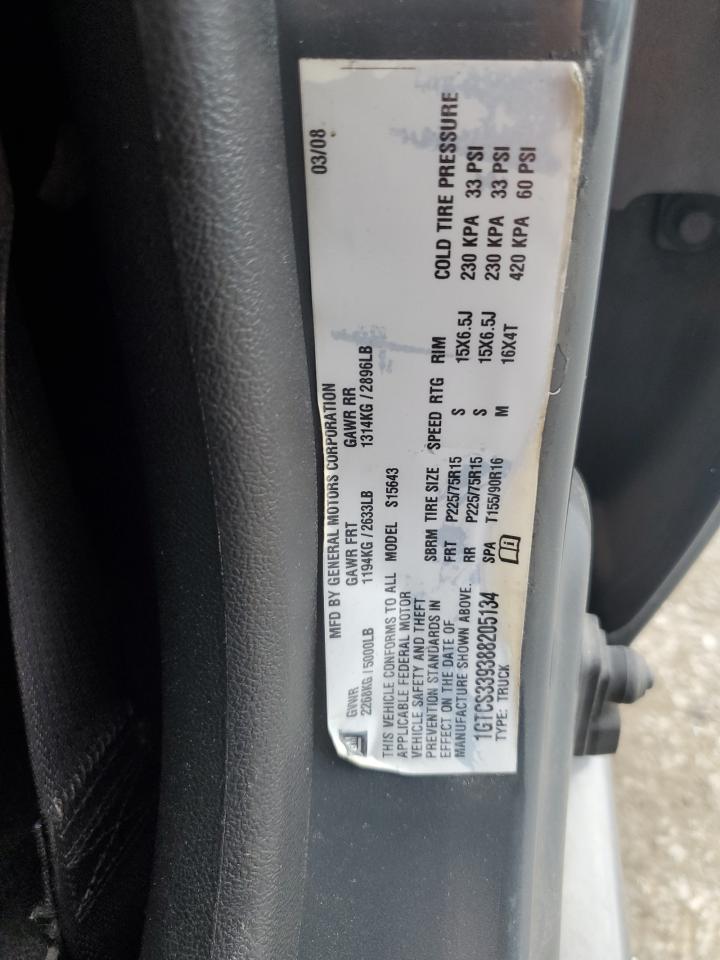 MFD BY GENERAL MOTORS CORPORATION 03/08
GM GVWR GAWR FRT GAWR RR
2268KG / 5000LB 1194KG / 2633LB 1314KG / 2896LB
THIS VEHICLE CONFORMS TO ALL MODEL S15643
APPLICABLE FEDERAL MOTOR
VEHICLE SAFETY AND THEFT
PREVENTION STANDARDS IN
EFFECT ON THE DATE OF
MANUFACTURE SHOWN ABOVE.
1GTCS339388205134
TYPE: TRUCK
SBRM TIRE SIZE SPEED RTG RIM COLD TIRE PRESSURE
FRT P225/75R15 S 15X6.5J 230 KPA 33 PSI
RR P225/75R15 S 15X6.5J 230 KPA 33 PSI
SPA T155/90R16 M 16X4T 420 KPA 60 PSI